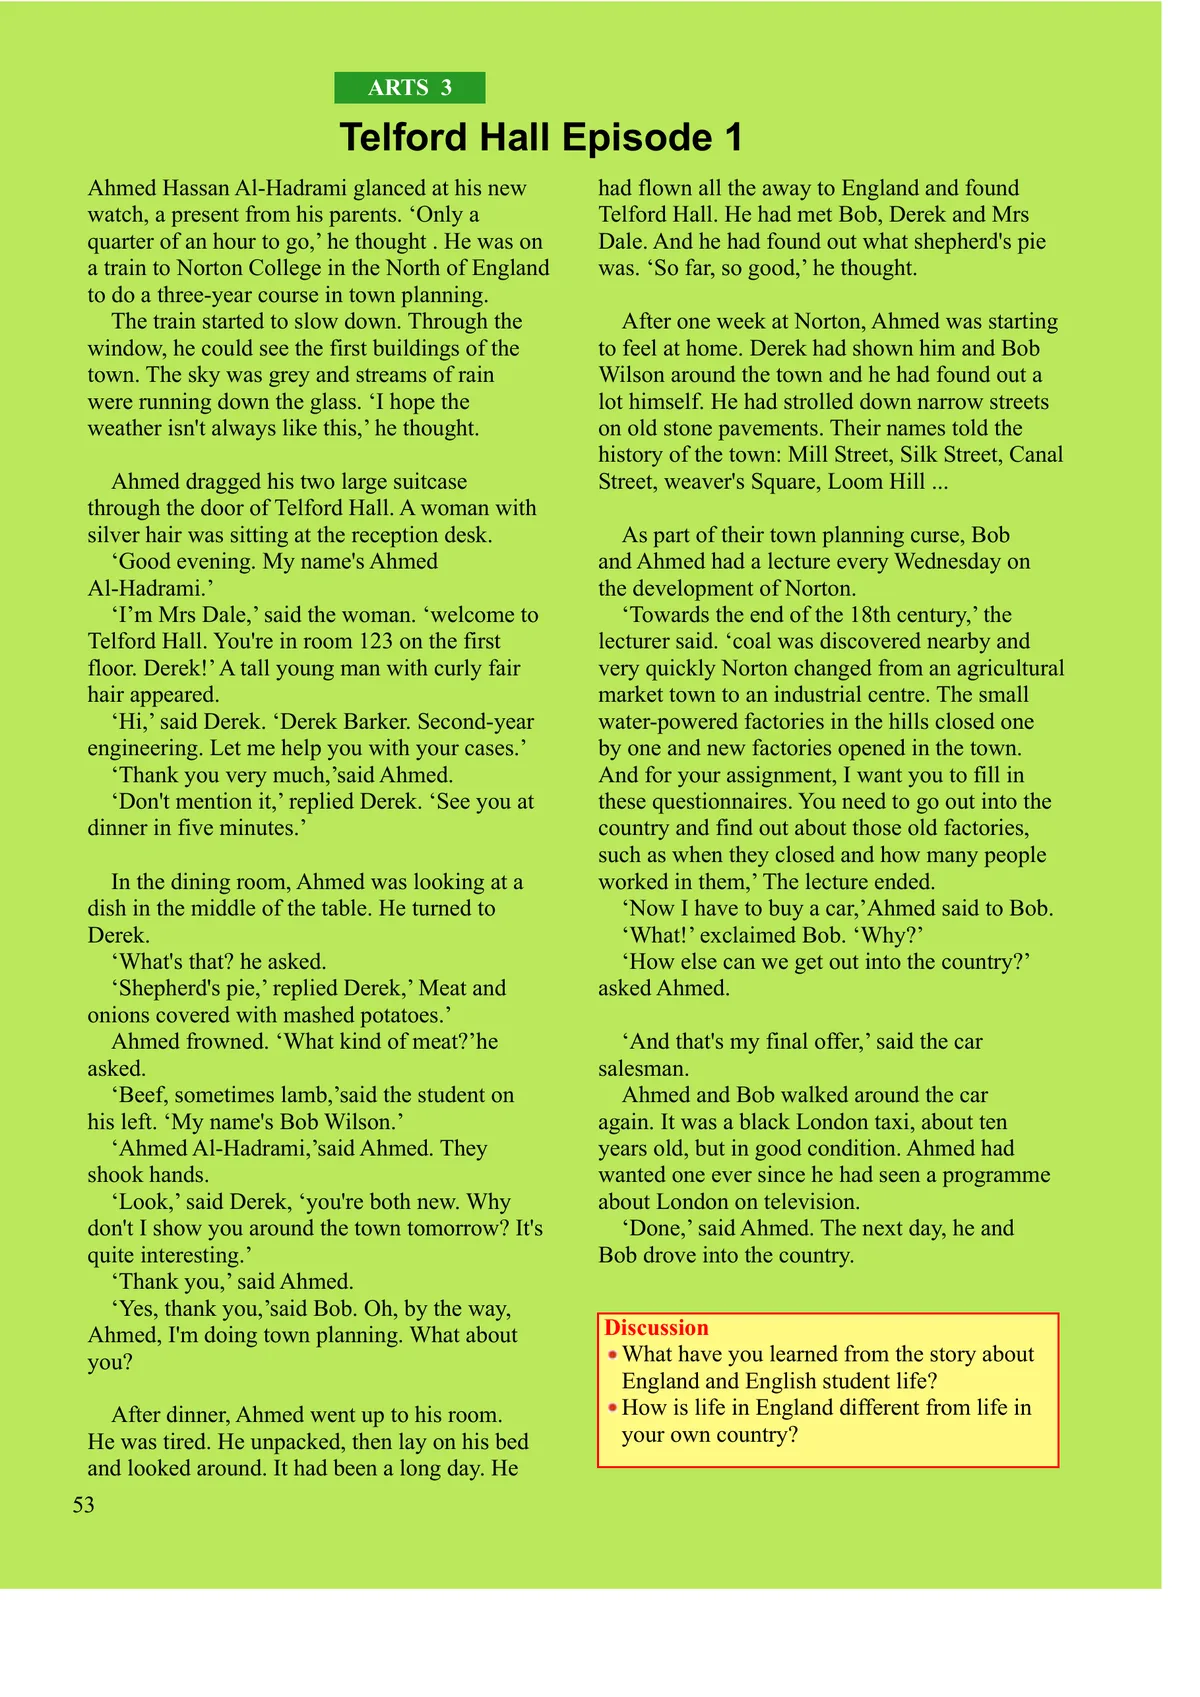 ARTS 3
Telford Hall Episode 1
Ahmed Hassan Al-Hadrami glanced at his new
watch, a present from his parents. ‘Only a
quarter of an hour to go,’ he thought . He was on
a train to Norton College in the North of England
to do a three-year course in town planning.
The train started to slow down. Through the
window, he could see the first buildings of the
town. The sky was grey and streams of rain
were running down the glass. ‘I hope the
weather isn't always like this,’ he thought.
Ahmed dragged his two large suitcase
through the door of Telford Hall. A woman with
silver hair was sitting at the reception desk.
‘Good evening. My name's Ahmed
Al-Hadrami.’
‘I’m Mrs Dale,’ said the woman. ‘welcome to
Telford Hall. You're in room 123 on the first
floor. Derek!’ A tall young man with curly fair
hair appeared.
‘Hi,’ said Derek. ‘Derek Barker. Second-year
engineering. Let me help you with your cases.’
‘Thank you very much,’said Ahmed.
‘Don't mention it,’ replied Derek. ‘See you at
dinner in five minutes.’
In the dining room, Ahmed was looking at a
dish in the middle of the table. He turned to
Derek.
‘What's that? he asked.
‘Shepherd's pie,’ replied Derek,’ Meat and
onions covered with mashed potatoes.’
Ahmed frowned. ‘What kind of meat?’he
asked.
‘Beef, sometimes lamb,’said the student on
his left. ‘My name's Bob Wilson.’
‘Ahmed Al-Hadrami,’said Ahmed. They
shook hands.
‘Look,’ said Derek, ‘you're both new. Why
don't I show you around the town tomorrow? It's
quite interesting.’
‘Thank you,’ said Ahmed.
‘Yes, thank you,’said Bob. Oh, by the way,
Ahmed, I'm doing town planning. What about
you?
After dinner, Ahmed went up to his room.
He was tired. He unpacked, then lay on his bed
and looked around. It had been a long day. He
had flown all the away to England and found
Telford Hall. He had met Bob, Derek and Mrs
Dale. And he had found out what shepherd's pie
was. ‘So far, so good,’ he thought.
After one week at Norton, Ahmed was starting
to feel at home. Derek had shown him and Bob
Wilson around the town and he had found out a
lot himself. He had strolled down narrow streets
on old stone pavements. Their names told the
history of the town: Mill Street, Silk Street, Canal
Street, weaver's Square, Loom Hill ...
As part of their town planning curse, Bob
and Ahmed had a lecture every Wednesday on
the development of Norton.
‘Towards the end of the 18th century,’ the
lecturer said. ‘coal was discovered nearby and
very quickly Norton changed from an agricultural
market town to an industrial centre. The small
water-powered factories in the hills closed one
by one and new factories opened in the town.
And for your assignment, I want you to fill in
these questionnaires. You need to go out into the
country and find out about those old factories,
such as when they closed and how many people
worked in them,’ The lecture ended.
‘Now I have to buy a car,’Ahmed said to Bob.
‘What!’ exclaimed Bob. ‘Why?’
‘How else can we get out into the country?’
asked Ahmed.
‘And that's my final offer,’ said the car
salesman.
Ahmed and Bob walked around the car
again. It was a black London taxi, about ten
years old, but in good condition. Ahmed had
wanted one ever since he had seen a programme
about London on television.
‘Done,’ said Ahmed. The next day, he and
Bob drove into the country.
Discussion
• What have you learned from the story about
England and English student life?
• How is life in England different from life in
your own country?
53